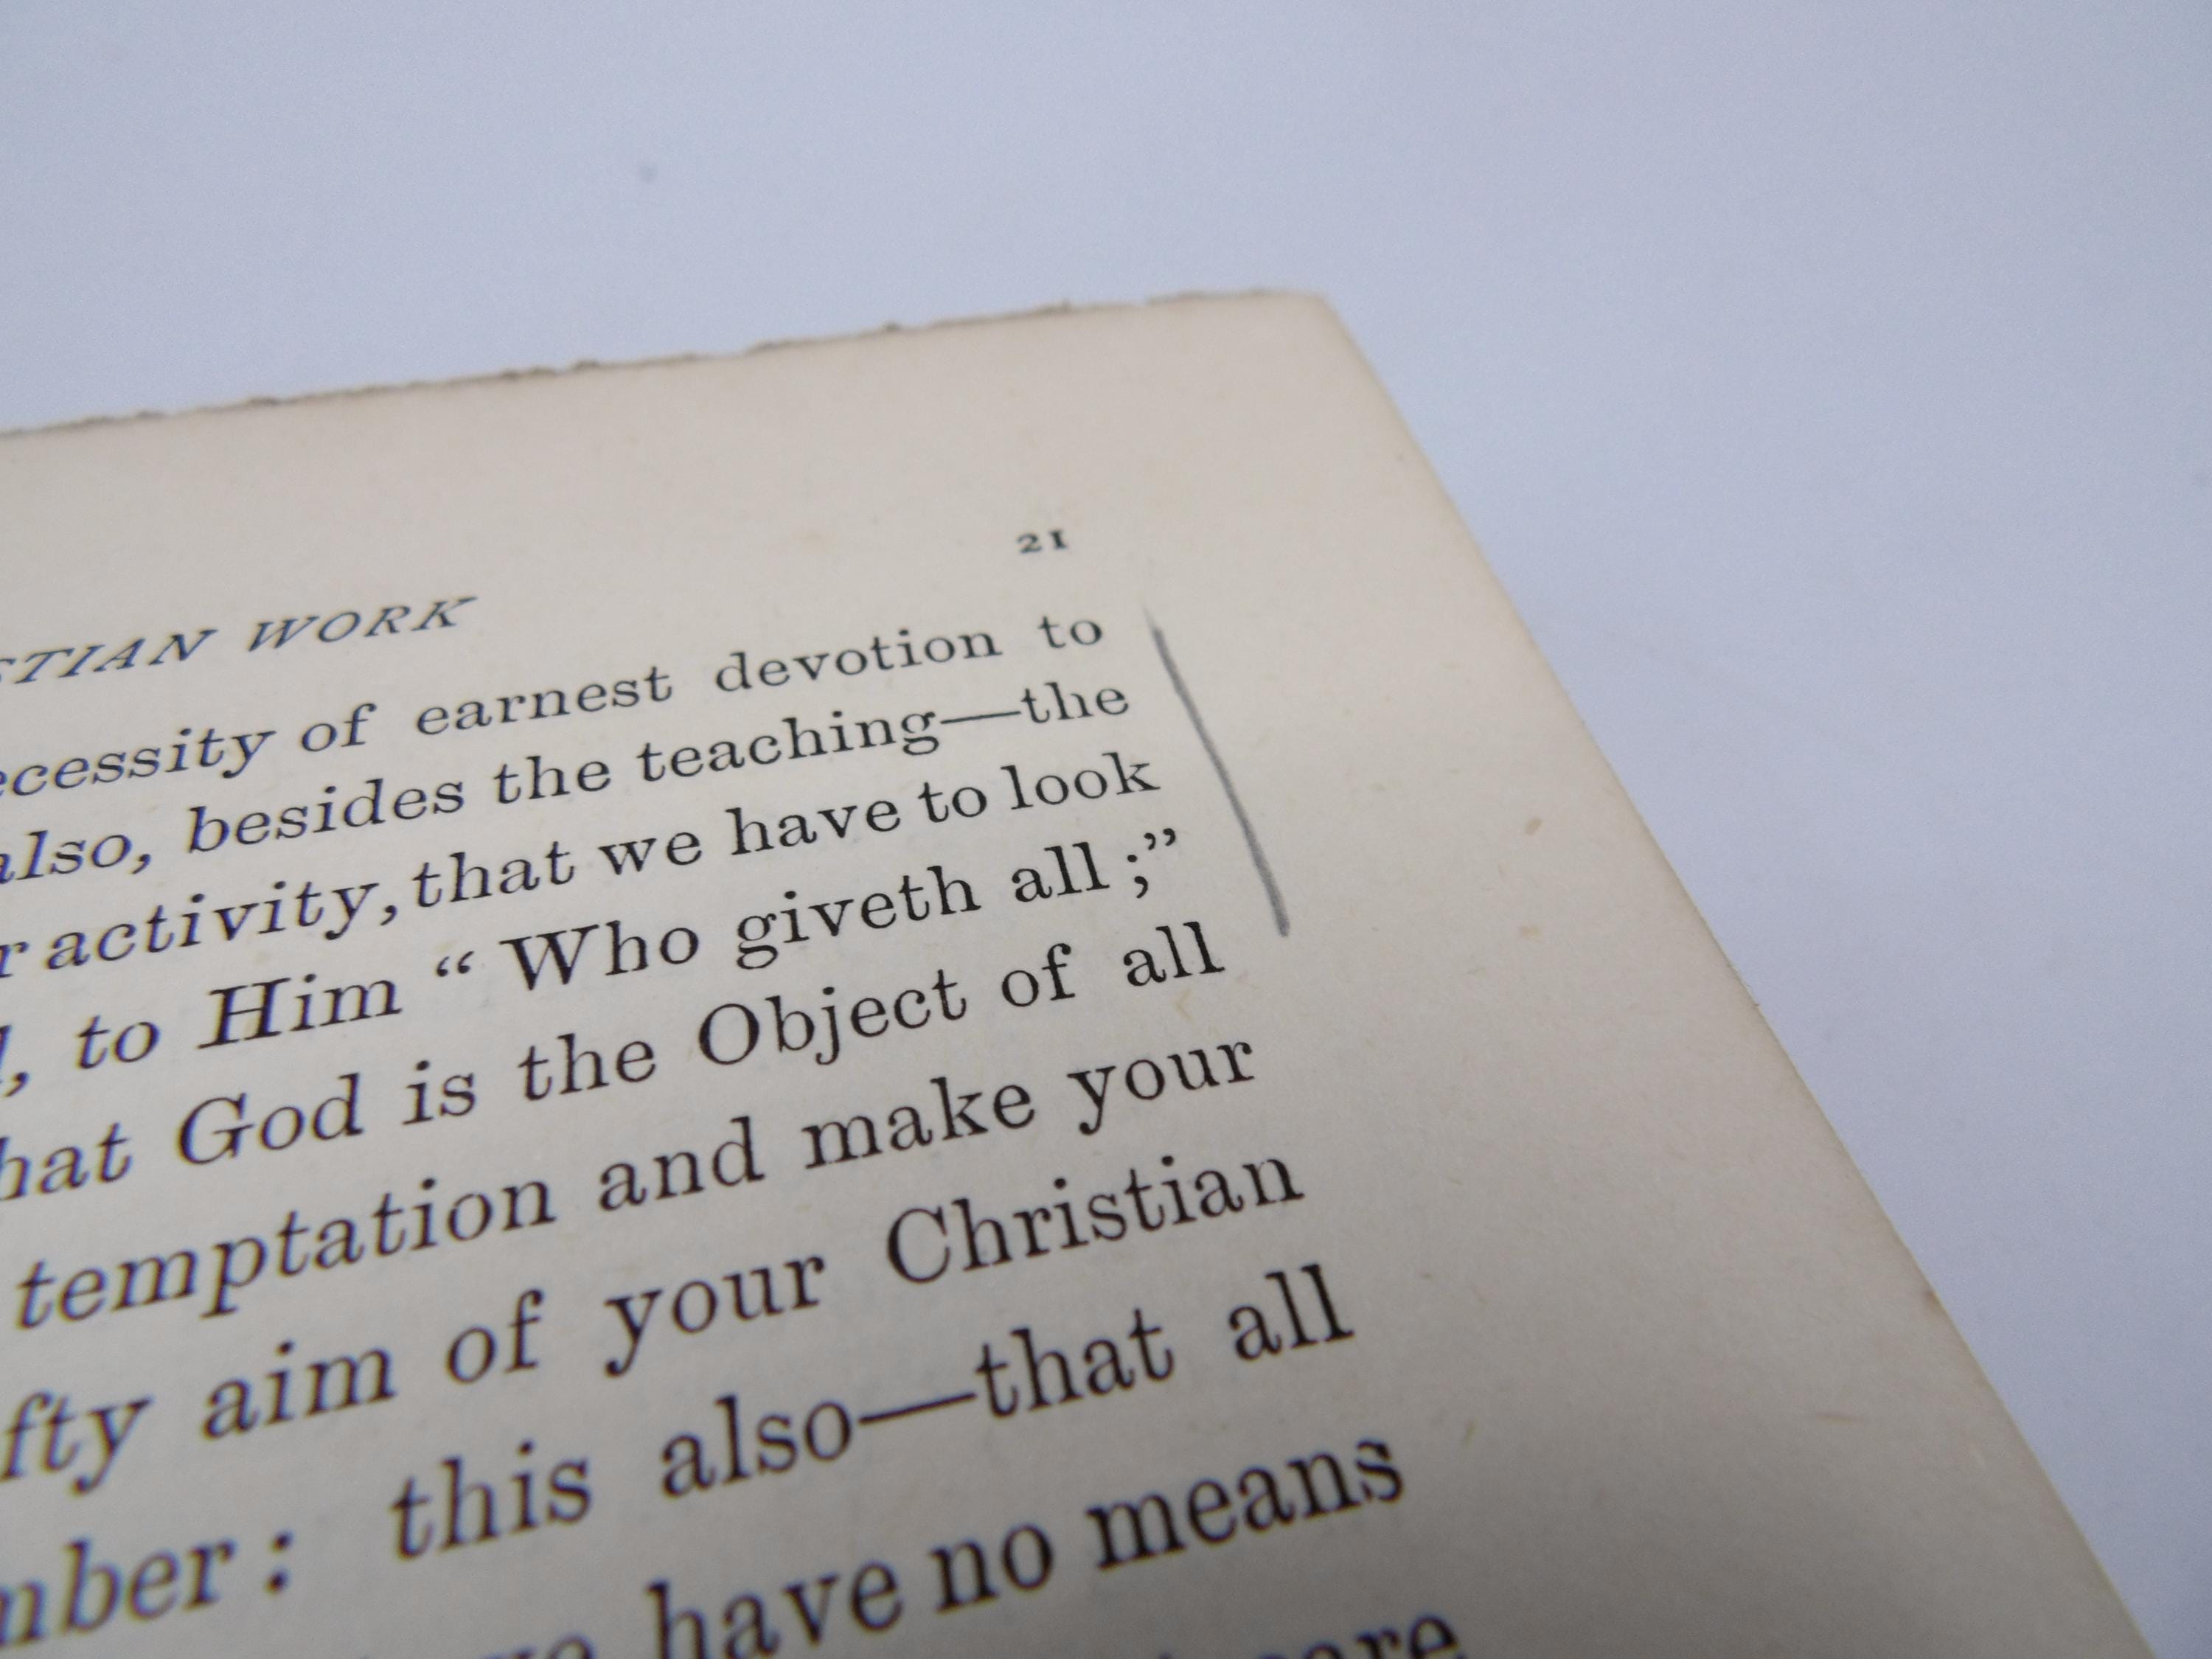 21
STIAN WORK
ecessity of earnest devotion to
also, besides the teaching—the
r activity, that we have to look
, to Him “Who giveth all;”
hat God is the Object of all
temptation and make your
fty aim of your Christian
mber: this also—that all
have no means